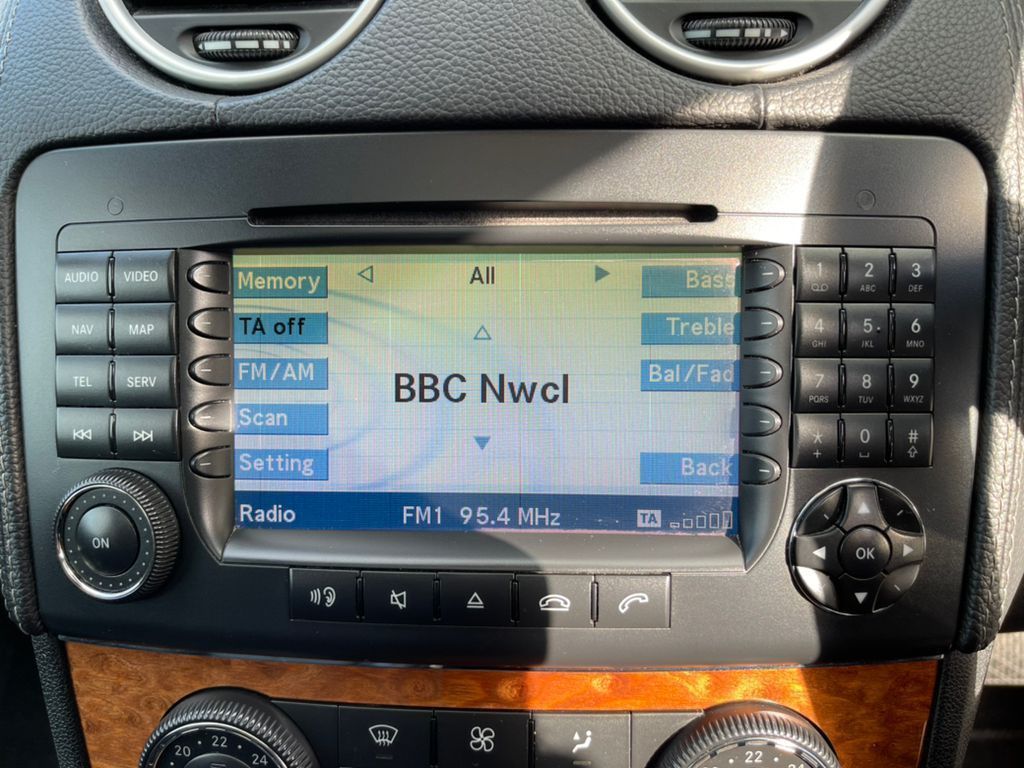 AUDIO VIDEO
NAV MAP
TEL SERV
ON
Memory All Bass
TA off Treble
FM/AM Bal/Fad
BBC Nwcl
Scan
Setting Back
Radio FM1 95.4 MHz TA
1 2 3
ABC DEF
4 5 6
GHI JKL MNO
7 8 9
PQRS TUV WXYZ
* 0 #
+
OK
20 22 24
22
24